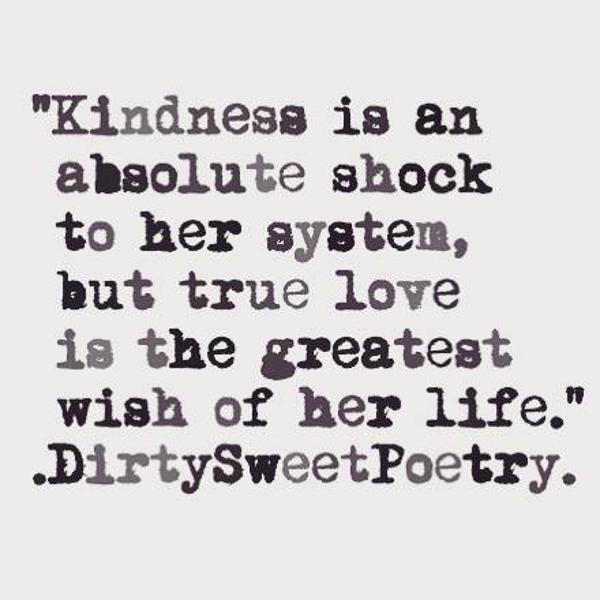 "Kindness is an
absolute shock
to her system,
but true love
is the greatest
wish of her life."
.DirtySweetPoetry.